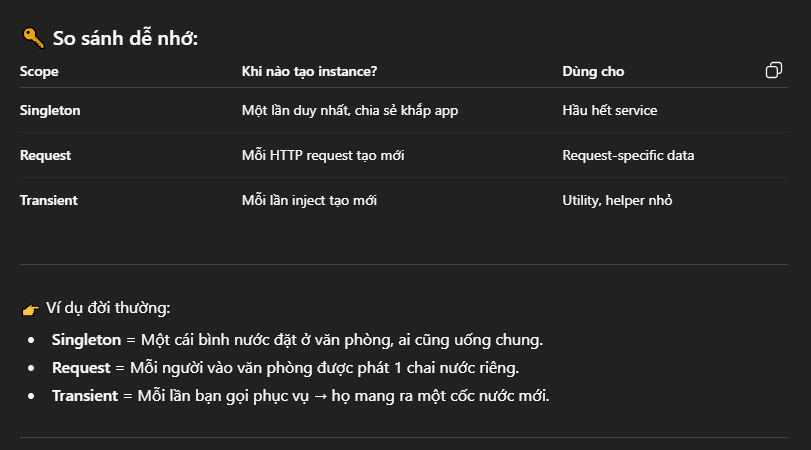 🔑 So sánh dễ nhớ:
Scope Khi nào tạo instance? Dùng cho
Singleton Một lần duy nhất, chia sẻ khắp app Hầu hết service
Request Mỗi HTTP request tạo mới Request-specific data
Transient Mỗi lần inject tạo mới Utility, helper nhỏ
👉 Ví dụ đời thường:
• Singleton = Một cái bình nước đặt ở văn phòng, ai cũng uống chung.
• Request = Mỗi người vào văn phòng được phát 1 chai nước riêng.
• Transient = Mỗi lần bạn gọi phục vụ → họ mang ra một cốc nước mới.